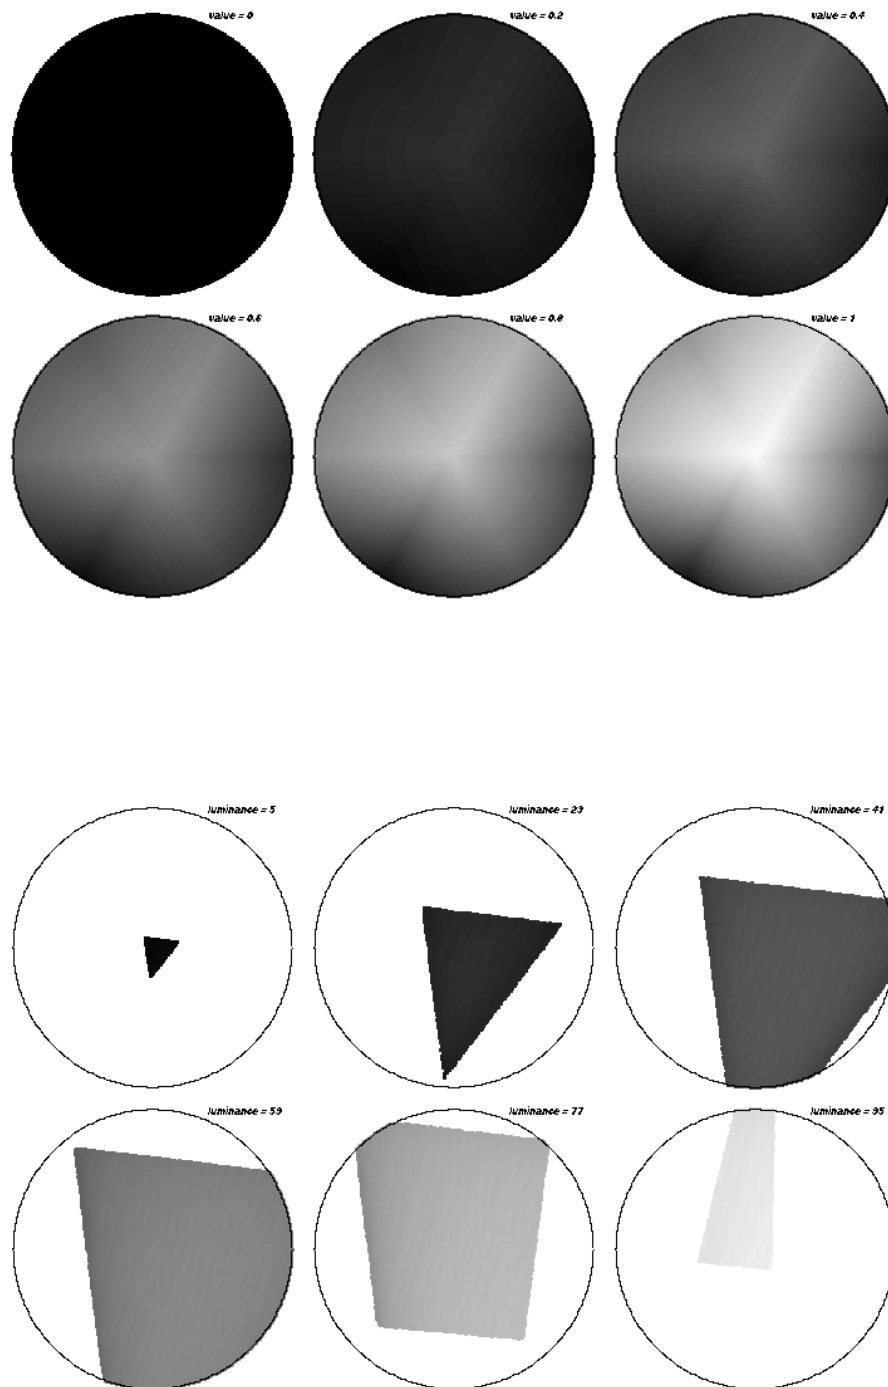 value = 0
value = 0.2
value = 0.4
value = 0.6
value = 0.8
value = 1
luminance = 5
luminance = 23
luminance = 41
luminance = 59
luminance = 77
luminance = 95